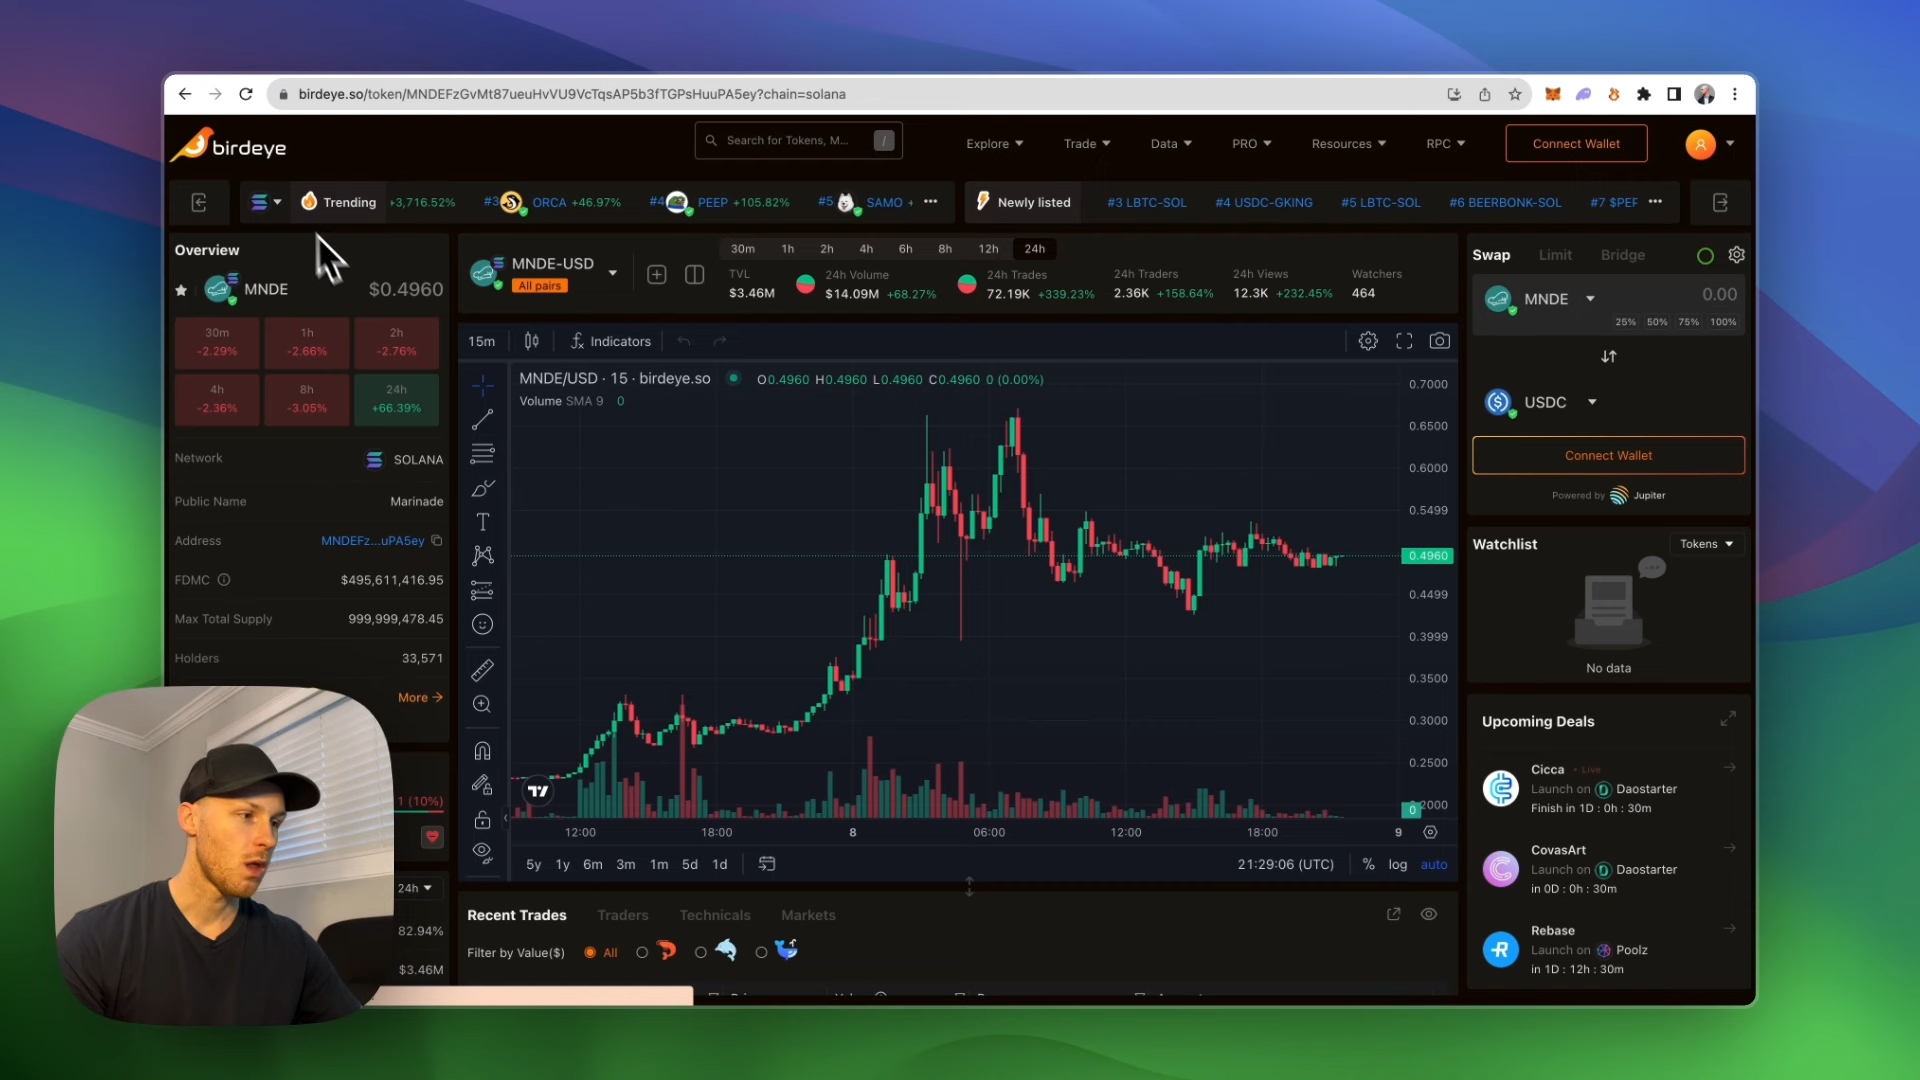 birdeye.so/token/MNDEFzGvMt87ueuHvVU9VcTqsAP5b3fTGPsHuuPA5ey?chain=solana
birdeye
Search for Tokens, M... /
Explore Trade Data PRO Resources RPC Connect Wallet
Trending +3,716.52% #3 ORCA +46.97% #4 PEEP +105.82% #5 SAMO + ••• Newly listed #3 LBTC-SOL #4 USDC-GKING #5 LBTC-SOL #6 BEERBONK-SOL #7 $PEF •••
Overview
MNDE $0.4960
30m 1h 2h
-2.29% -2.66% -2.76%
4h 8h 24h
-2.36% -3.05% +66.39%
Network SOLANA
Public Name Marinade
Address MNDEFz...uPA5ey
FDMC $495,611,416.95
Max Total Supply 999,999,478.45
Holders 33,571
More →
1 (10%)
24h
82.94%
$3.46M
MNDE-USD
All pairs
30m 1h 2h 4h 6h 8h 12h 24h
TVL 24h Volume 24h Trades 24h Traders 24h Views Watchers
$3.46M $14.09M +68.27% 72.19K +339.23% 2.36K +158.64% 12.3K +232.45% 464
15m Indicators
MNDE/USD · 15 · birdeye.so O0.4960 H0.4960 L0.4960 C0.4960 0 (0.00%)
Volume SMA 9 0
0.7000
0.6500
0.6000
0.5499
0.4960
0.4499
0.3999
0.3500
0.3000
0.2500
0 0.2000
12:00 18:00 8 06:00 12:00 18:00 9
5y 1y 6m 3m 1m 5d 1d 21:29:06 (UTC) % log auto
Recent Trades Traders Technicals Markets
Filter by Value($) All
Swap Limit Bridge
MNDE 0.00
25% 50% 75% 100%
USDC
Connect Wallet
Powered by Jupiter
Watchlist Tokens
No data
Upcoming Deals
Cicca • Live
Launch on Daostarter
Finish in 1D : 0h : 30m
CovasArt
Launch on Daostarter
in 0D : 0h : 30m
Rebase
Launch on Poolz
in 1D : 12h : 30m